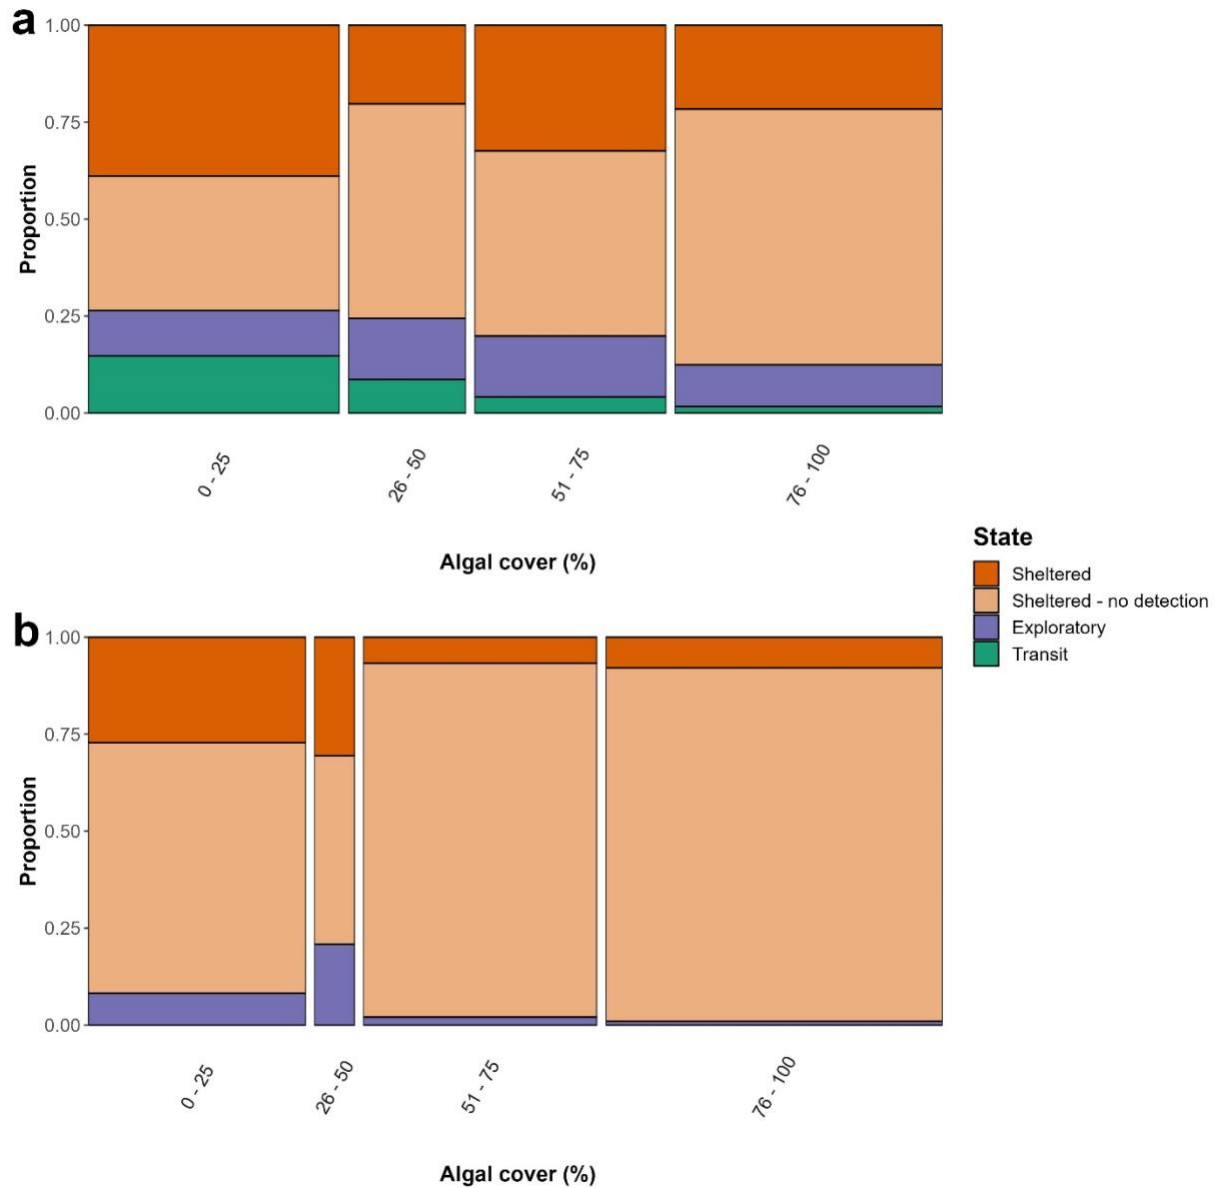 a
1.00
0.75
0.50
0.25
0.00
Proportion
0 - 25
26 - 50
51 - 75
76 - 100
Algal cover (%)
State
Sheltered
Sheltered - no detection
Exploratory
Transit
b
1.00
0.75
0.50
0.25
0.00
Proportion
0 - 25
26 - 50
51 - 75
76 - 100
Algal cover (%)